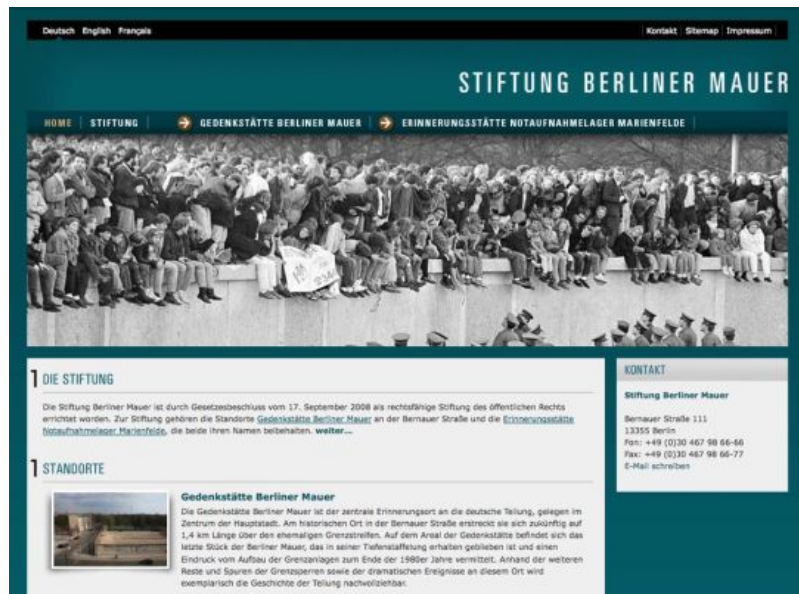 Deutsch English Français
Kontakt Sitemap Impressum
STIFTUNG BERLINER MAUER
HOME STIFTUNG GEDENKSTÄTTE BERLINER MAUER ERINNERUNGSSTÄTTE NOTAUFNAHMELAGER MARIENFELDE
DIE STIFTUNG
Die Stiftung Berliner Mauer ist durch Gesetzesbeschluss vom 17. September 2008 als rechtsfähige Stiftung des öffentlichen Rechts
errichtet worden. Zur Stiftung gehören die Standorte Gedenkstätte Berliner Mauer an der Bernauer Straße und die Erinnerungsstätte
Notaufnahmelager Marienfelde, die beide ihren Namen beibehalten. weiter...
STANDORTE
Gedenkstätte Berliner Mauer
Die Gedenkstätte Berliner Mauer ist der zentrale Erinnerungsort an die deutsche Teilung, gelegen im
Zentrum der Hauptstadt. Am historischen Ort in der Bernauer Straße erstreckt sie sich zukünftig auf
1,4 km Länge über den ehemaligen Grenzstreifen. Auf dem Areal der Gedenkstätte befindet sich das
letzte Stück der Berliner Mauer, das in seiner Tiefenstaffelung erhalten geblieben ist und einen
Eindruck vom Aufbau der Grenzanlagen zum Ende der 1980er Jahre vermittelt. Anhand der weiteren
Reste und Spuren der Grenzsperren sowie der dramatischen Ereignisse an diesem Ort wird
exemplarisch die Geschichte der Teilung nachvollziehbar.
KONTAKT
Stiftung Berliner Mauer
Bernauer Straße 111
13355 Berlin
Fon: +49 (0)30 467 98 66-66
Fax: +49 (0)30 467 98 66-77
E-Mail schreiben